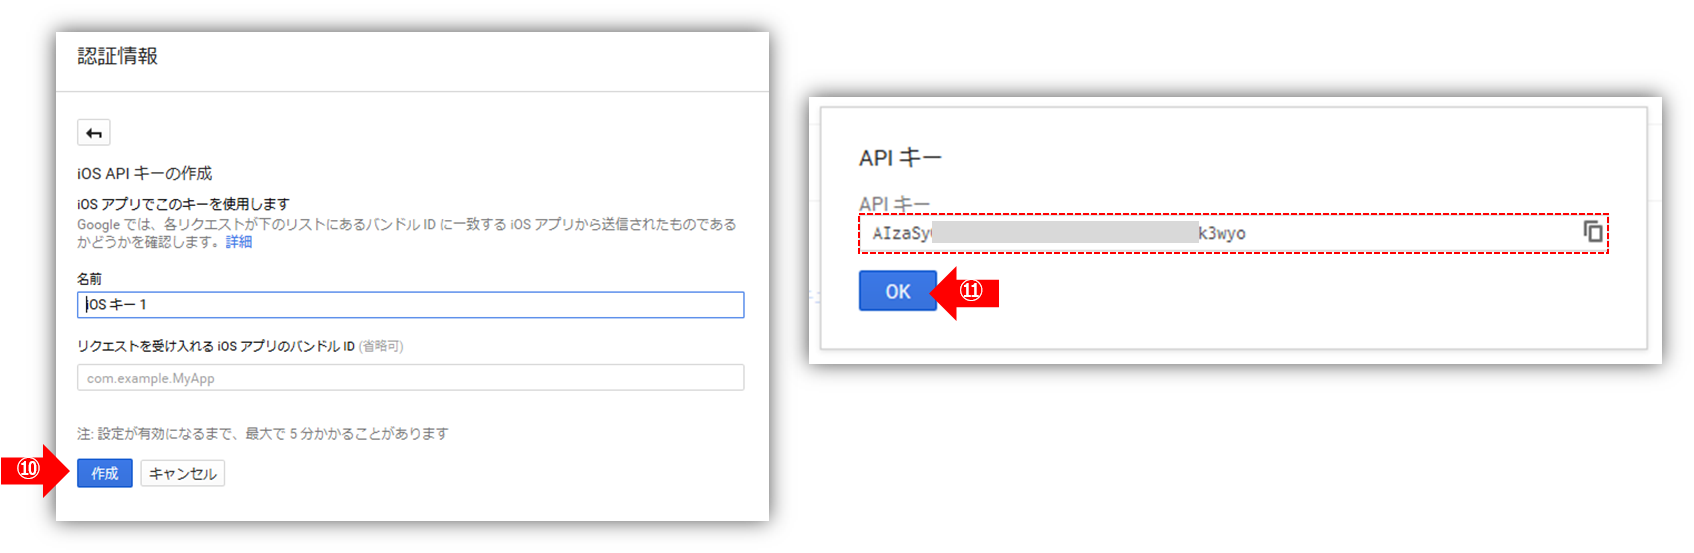 認証情報
iOS API キーの作成
iOS アプリでこのキーを使用します
Google では、各リクエストが下のリストにあるバンドル ID に一致する iOS アプリから送信されたものである
かどうかを確認します。詳細
名前
iOS キー 1
リクエストを受け入れる iOS アプリのバンドル ID (省略可)
com.example.MyApp
注: 設定が有効になるまで、最大で 5 分かかることがあります
⑩
作成 キャンセル
API キー
API キー
AIzaSy
k3wyo
OK
⑪